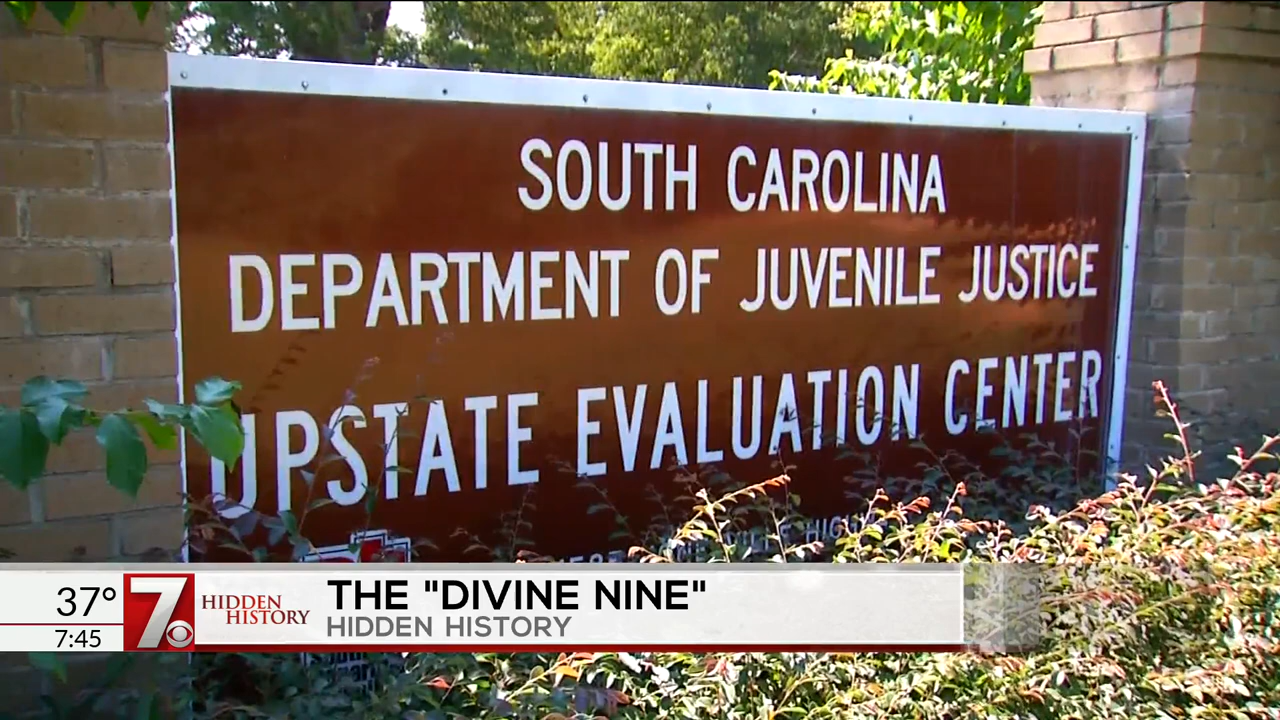 SOUTH CAROLINA
DEPARTMENT OF JUVENILE JUSTICE
UPSTATE EVALUATION CENTER
37°
7:45
7
HIDDEN
HISTORY
THE "DIVINE NINE"
HIDDEN HISTORY